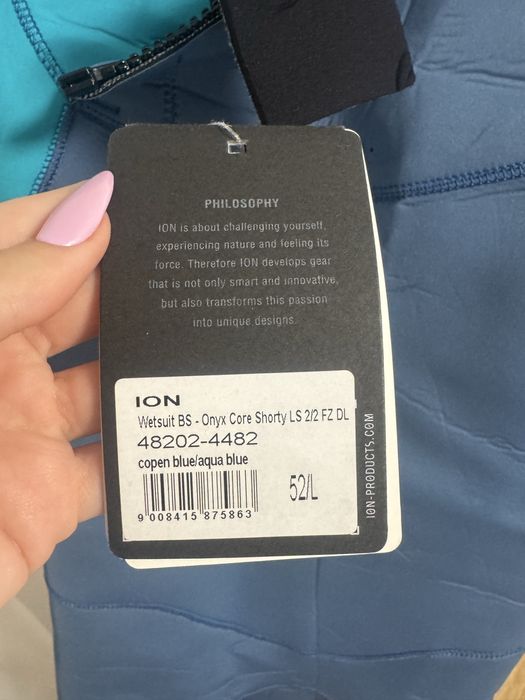 PHILOSOPHY
ION is about challenging yourself,
experiencing nature and feeling its
force. Therefore ION develops gear
that is not only smart and innovative,
but also transforms this passion
into unique designs.
ION
Wetsuit BS - Onyx Core Shorty LS 2/2 FZ DL
48202-4482
copen blue/aqua blue
52/L
9 008415 875863
ION-PRODUCTS.COM